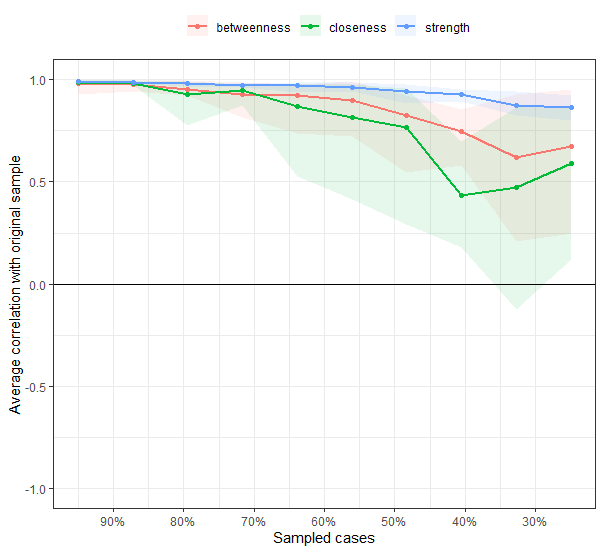 betweenness closeness strength
1.0
0.5
0.0
-0.5
-1.0
Average correlation with original sample
90% 80% 70% 60% 50% 40% 30%
Sampled cases